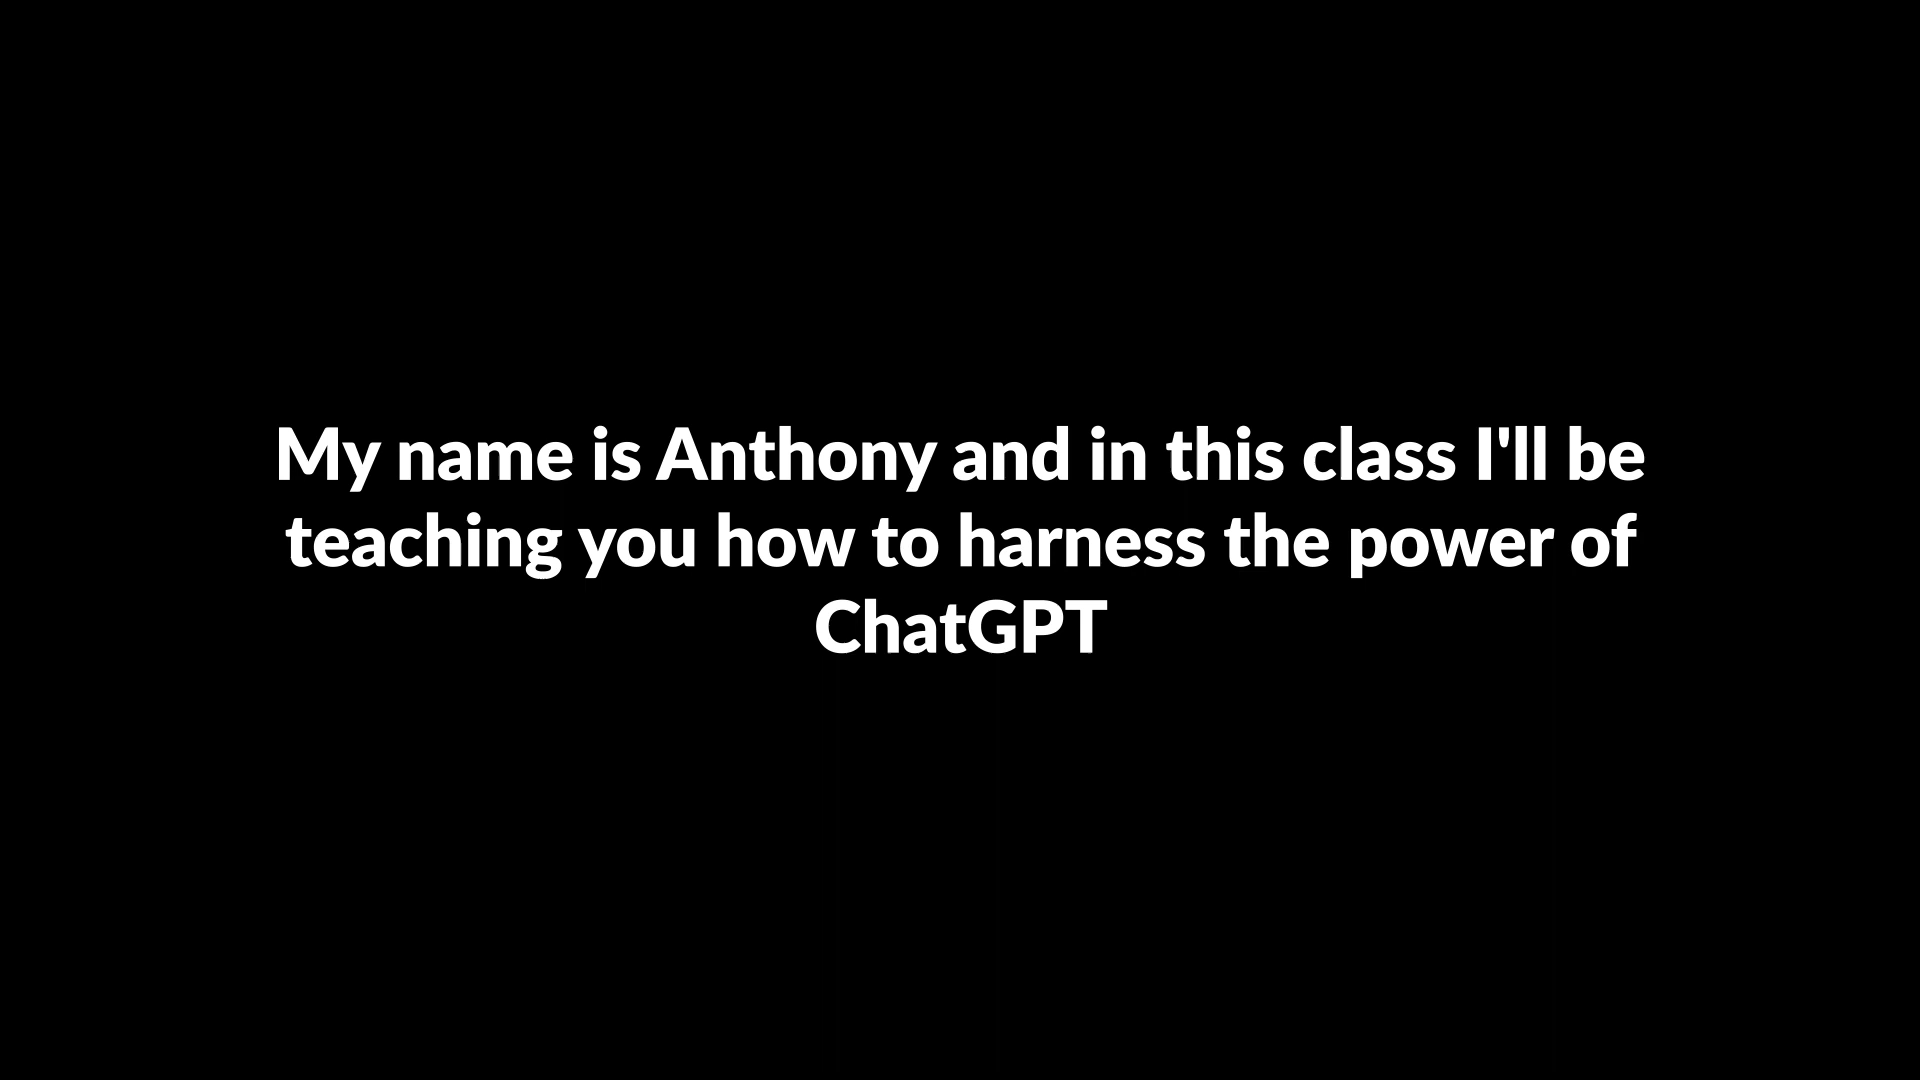 My name is Anthony and in this class I'll be
teaching you how to harness the power of
ChatGPT